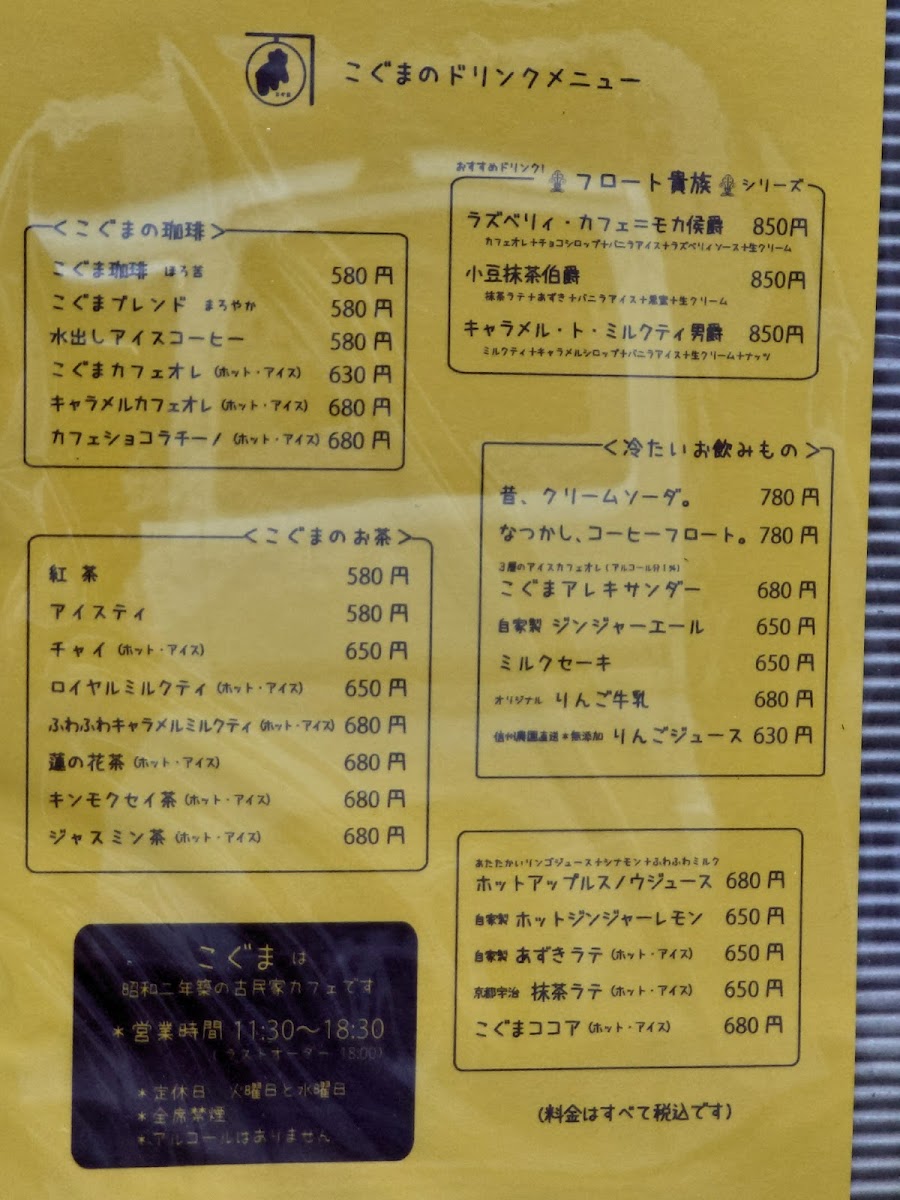 こぐまのドリンクメニュー
<こぐまの珈琲>
こぐま珈琲 ほろ苦 580円
こぐまブレンド まろやか 580円
水出しアイスコーヒー 580円
こぐまカフェオレ（ホット・アイス） 630円
キャラメルカフェオレ（ホット・アイス） 680円
カフェショコラチーノ（ホット・アイス） 680円
<こぐまのお茶>
紅茶 580円
アイスティ 580円
チャイ（ホット・アイス） 650円
ロイヤルミルクティ（ホット・アイス） 650円
ふわふわキャラメルミルクティ（ホット・アイス） 680円
蓮の花茶（ホット・アイス） 680円
キンモクセイ茶（ホット・アイス） 680円
ジャスミン茶（ホット・アイス） 680円
こぐまは
昭和二年築の古民家カフェです
*営業時間 11:30〜18:30
（ラストオーダー 18:00）
*定休日 火曜日と水曜日
*全席禁煙
*アルコールはありません
おすすめドリンク!
フロート貴族 シリーズ
ラズベリィ・カフェ=モカ侯爵 850円
カフェオレ+チョコシロップ+バニラアイス+ラズベリィソース+生クリーム
小豆抹茶伯爵 850円
抹茶ラテ+あずき+バニラアイス+黒蜜+生クリーム
キャラメル・ト・ミルクティ男爵 850円
ミルクティ+キャラメルシロップ+バニラアイス+生クリーム+ナッツ
<冷たいお飲みもの>
昔、クリームソーダ。 780円
なつかし、コーヒーフロート。 780円
3層のアイスカフェオレ（アルコール分1%）
こぐまアレキサンダー 680円
自家製 ジンジャーエール 650円
ミルクセーキ 650円
オリジナル りんご牛乳 680円
信州農園直送*無添加 りんごジュース 630円
あたたかいリンゴジュース+シナモン+ふわふわミルク
ホットアップルスノウジュース 680円
自家製 ホットジンジャーレモン 650円
自家製 あずきラテ（ホット・アイス） 650円
京都宇治 抹茶ラテ（ホット・アイス） 650円
こぐまココア（ホット・アイス） 680円
（料金はすべて税込です）